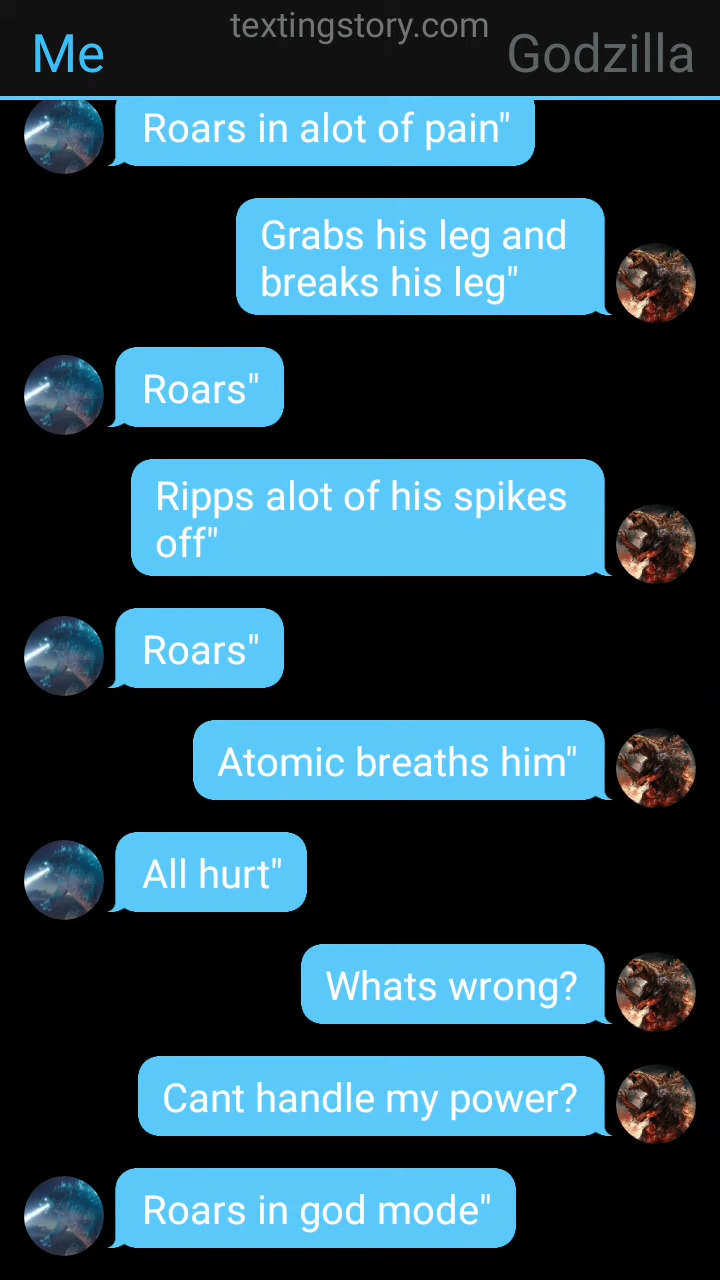 textingstory.com
Me
Godzilla
Roars in alot of pain"
Grabs his leg and
breaks his leg"
Roars"
Ripps alot of his spikes
off"
Roars"
Atomic breaths him"
All hurt"
Whats wrong?
Cant handle my power?
Roars in god mode"